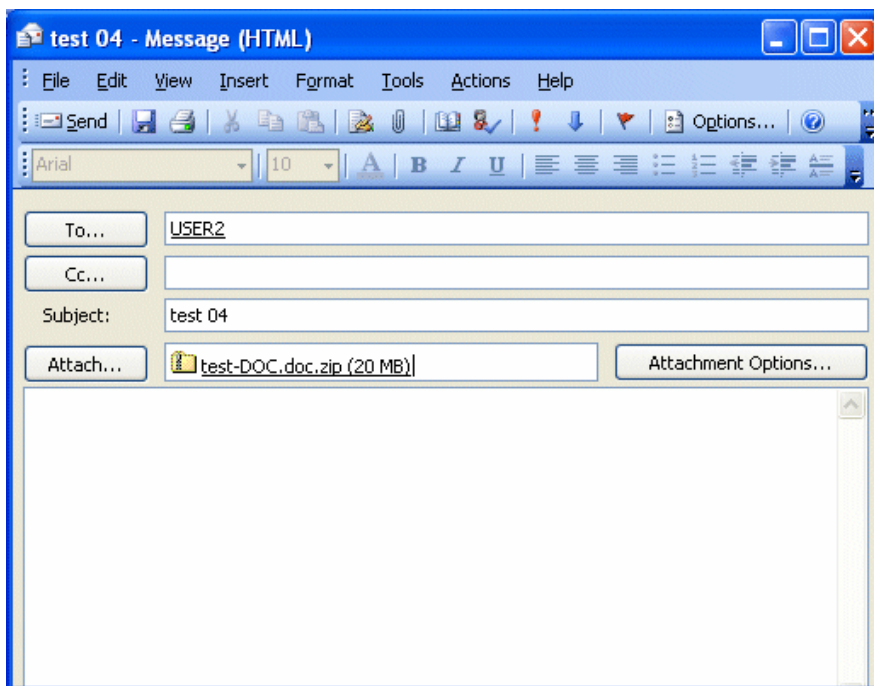 test 04 - Message (HTML)
File Edit View Insert Format Tools Actions Help
Send Options...
Arial 10 A B I U
To... USER2
Cc...
Subject: test 04
Attach... test-DOC.doc.zip (20 MB) Attachment Options...